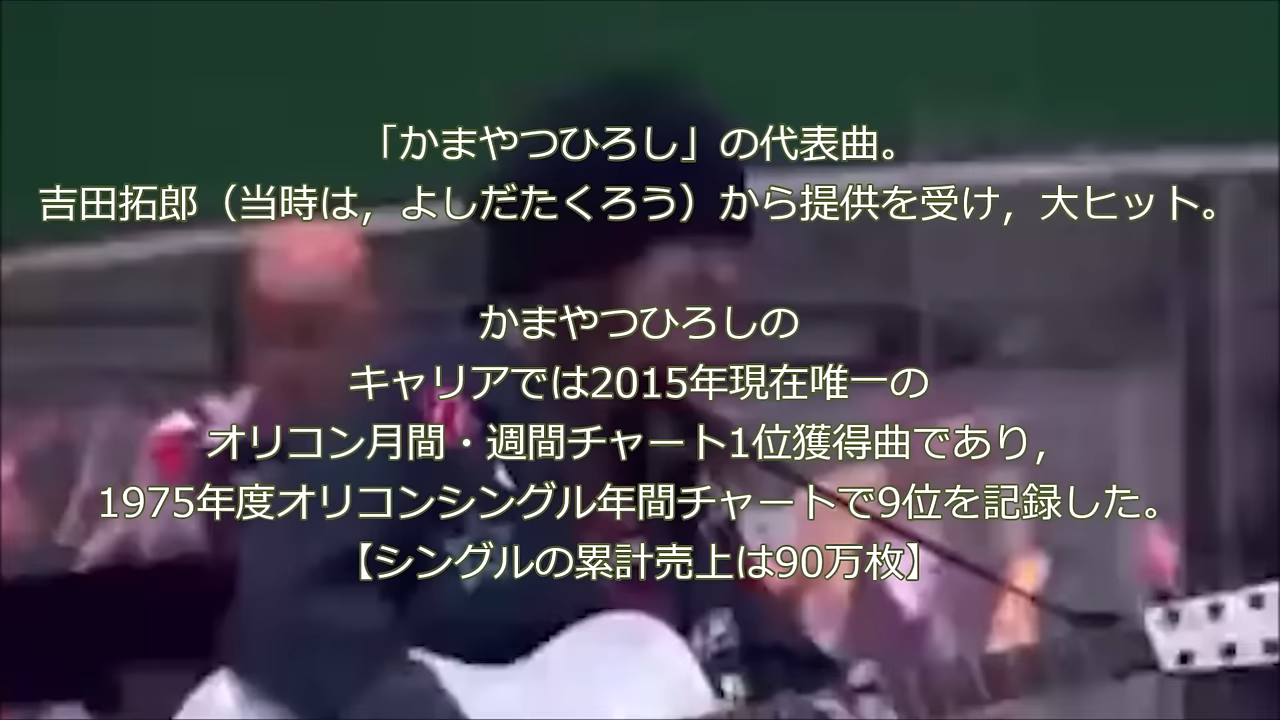 「かまやつひろし」の代表曲。
吉田拓郎（当時は，よしだたくろう）から提供を受け，大ヒット。
かまやつひろしの
キャリアでは2015年現在唯一の
オリコン月間・週間チャート1位獲得曲であり，
1975年度オリコンシングル年間チャートで9位を記録した。
【シングルの累計売上は90万枚】